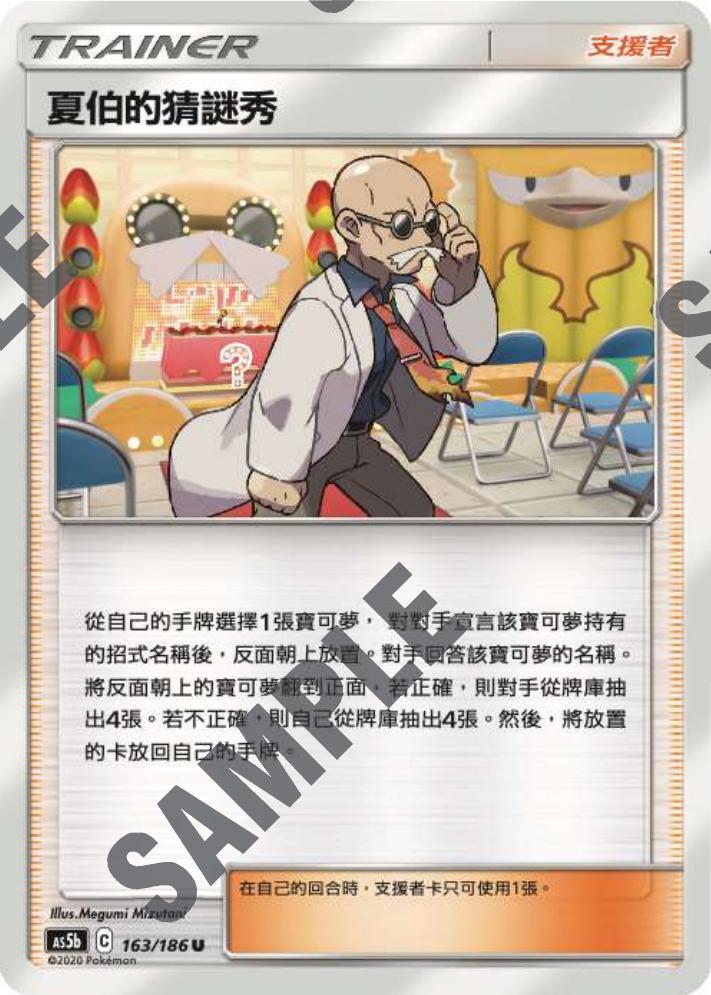 TRAINER
支援者
夏伯的猜謎秀
從自己的手牌選擇1張寶可夢，對對手宣言該寶可夢持有
的招式名稱後，反面朝上放置。對手回答該寶可夢的名稱。
將反面朝上的寶可夢翻到正面，若正確，則對手從牌庫抽
出4張。若不正確，則自己從牌庫抽出4張。然後，將放置
的卡放回自己的手牌。
SAMPLE
在自己的回合時，支援者卡只可使用1張。
Illus.Megumi Mizutani
AS5b C 163/186 U
©2020 Pokémon